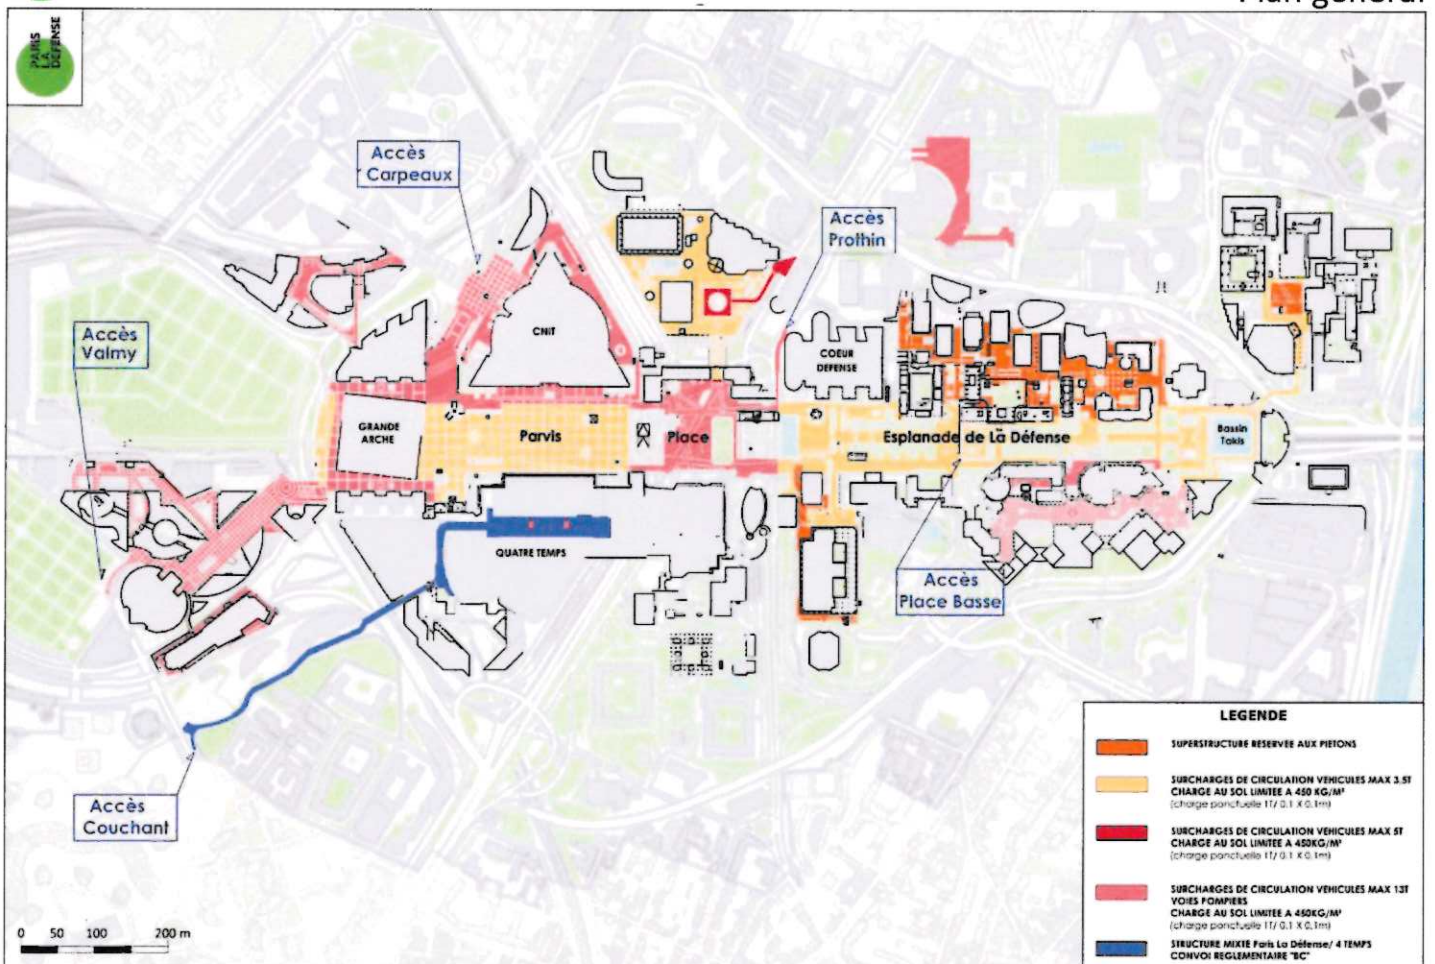 Plan général
PARIS
LA
DEFENSE
N
Accès
Carpeaux
Accès
Prothin
Accès
Valmy
CNIT
COEUR
DEFENSE
GRANDE
ARCHE
Parvis
Place
Esplanade de La Défense
Bassin
Takis
QUATRE TEMPS
Accès
Place Basse
Accès
Couchant
LEGENDE
SUPERSTRUCTURE RESERVEE AUX PIETONS
SURCHARGES DE CIRCULATION VEHICULES MAX 3.5T
CHARGE AU SOL LIMITEE A 450 KG/M²
(charge ponctuelle 1T/ 0.1 X 0.1m)
SURCHARGES DE CIRCULATION VEHICULES MAX 5T
CHARGE AU SOL LIMITEE A 450KG/M²
(charge ponctuelle 1T/ 0.1 X 0.1m)
SURCHARGES DE CIRCULATION VEHICULES MAX 13T
VOIES POMPIERS
CHARGE AU SOL LIMITEE A 450KG/M²
(charge ponctuelle 1T/ 0.1 X 0.1m)
STRUCTURE MIXTE Paris La Défense/ 4 TEMPS
CONVOI REGLEMENTAIRE "BC"
0 50 100 200 m